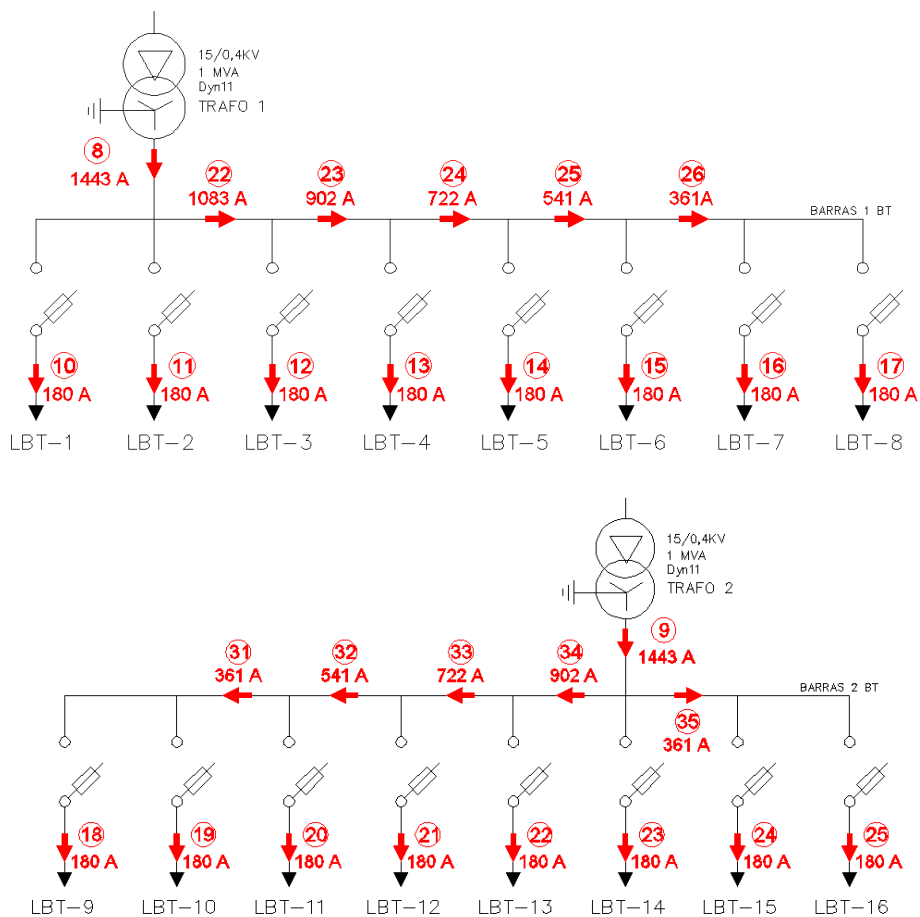 15/0,4KV
1 MVA
Dyn11
TRAFO 1
8
1443 A
22 23 24 25 26
1083 A 902 A 722 A 541 A 361A
BARRAS 1 BT
10 11 12 13 14 15 16 17
180 A 180 A 180 A 180 A 180 A 180 A 180 A 180 A
LBT-1 LBT-2 LBT-3 LBT-4 LBT-5 LBT-6 LBT-7 LBT-8
15/0,4KV
1 MVA
Dyn11
TRAFO 2
9
1443 A
31 32 33 34
361 A 541 A 722 A 902 A
BARRAS 2 BT
35
361 A
18 19 20 21 22 23 24 25
180 A 180 A 180 A 180 A 180 A 180 A 180 A 180 A
LBT-9 LBT-10 LBT-11 LBT-12 LBT-13 LBT-14 LBT-15 LBT-16